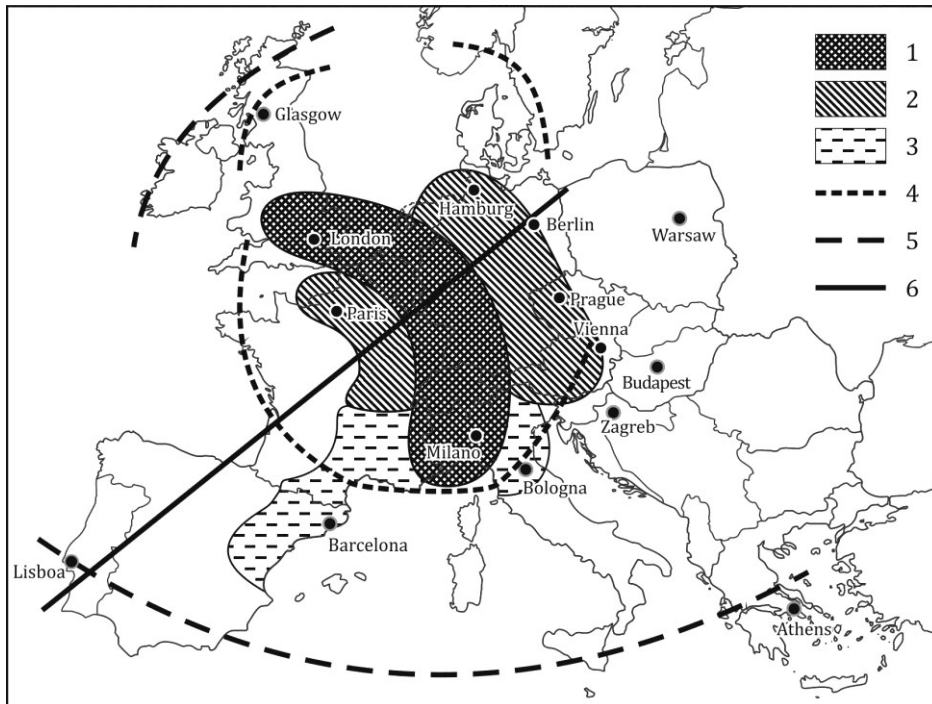 1
2
3
4
5
6
Glasgow
Hamburg
London
Berlin
Warsaw
Paris
Prague
Vienna
Budapest
Zagreb
Milano
Bologna
Barcelona
Lisboa
Athens